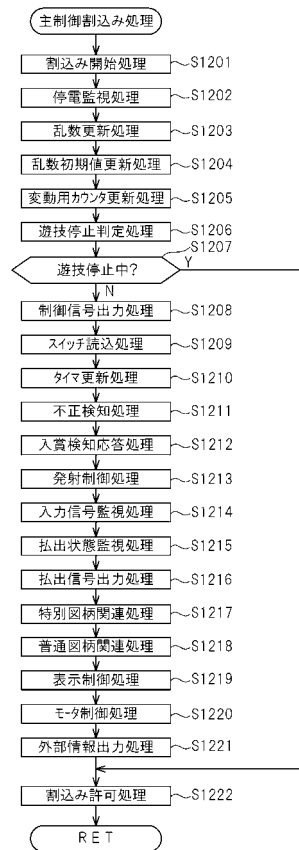 主制御割込み処理
割込み開始処理 S1201
停電監視処理 S1202
乱数更新処理 S1203
乱数初期値更新処理 S1204
変動用カウンタ更新処理 S1205
遊技停止判定処理 S1206
S1207
遊技停止中? Y
N
制御信号出力処理 S1208
スイッチ読込処理 S1209
タイマ更新処理 S1210
不正検知処理 S1211
入賞検知応答処理 S1212
発射制御処理 S1213
入力信号監視処理 S1214
払出状態監視処理 S1215
払出信号出力処理 S1216
特別図柄関連処理 S1217
普通図柄関連処理 S1218
表示制御処理 S1219
モータ制御処理 S1220
外部情報出力処理 S1221
割込み許可処理 S1222
RET